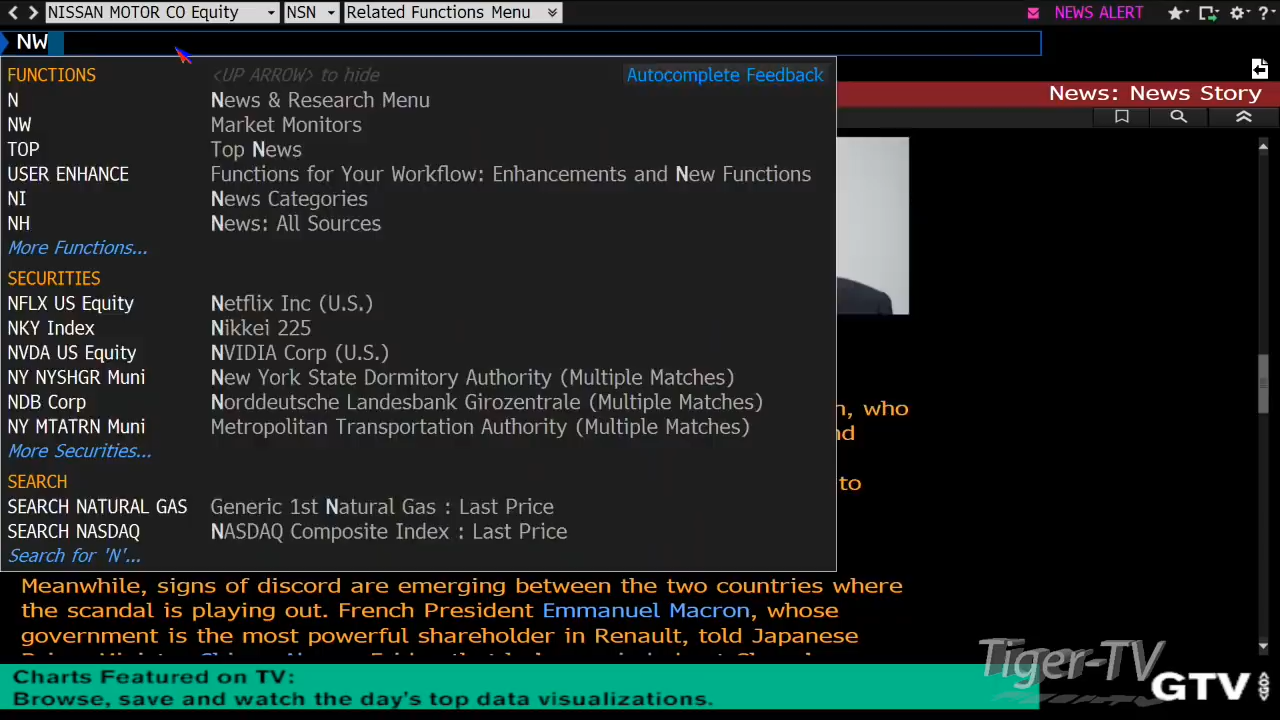 NISSAN MOTOR CO Equity NSN Related Functions Menu NEWS ALERT ?
NW
FUNCTIONS <UP ARROW> to hide Autocomplete Feedback
N News & Research Menu
News: News Story
NW Market Monitors
TOP Top News
USER ENHANCE Functions for Your Workflow: Enhancements and New Functions
NI News Categories
NH News: All Sources
More Functions...
SECURITIES
NFLX US Equity Netflix Inc (U.S.)
NKY Index Nikkei 225
NVDA US Equity NVIDIA Corp (U.S.)
NY NYSHGR Muni New York State Dormitory Authority (Multiple Matches)
NDB Corp Norddeutsche Landesbank Girozentrale (Multiple Matches)
NY MTATRN Muni Metropolitan Transportation Authority (Multiple Matches)
More Securities...
SEARCH
SEARCH NATURAL GAS Generic 1st Natural Gas : Last Price
SEARCH NASDAQ NASDAQ Composite Index : Last Price
Search for 'N'...
, who
to
Meanwhile, signs of discord are emerging between the two countries where
the scandal is playing out. French President Emmanuel Macron, whose
government is the most powerful shareholder in Renault, told Japanese
Charts Featured on TV:
Browse, save and watch the day's top data visualizations.
Tiger-TV
GTV